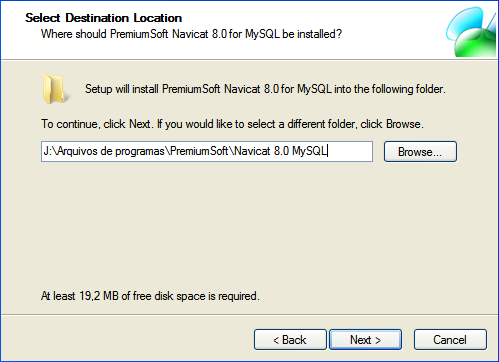 Select Destination Location
Where should PremiumSoft Navicat 8.0 for MySQL be installed?
Setup will install PremiumSoft Navicat 8.0 for MySQL into the following folder.
To continue, click Next. If you would like to select a different folder, click Browse.
J:\Arquivos de programas\PremiumSoft\Navicat 8.0 MySQL
Browse...
At least 19,2 MB of free disk space is required.
< Back
Next >
Cancel